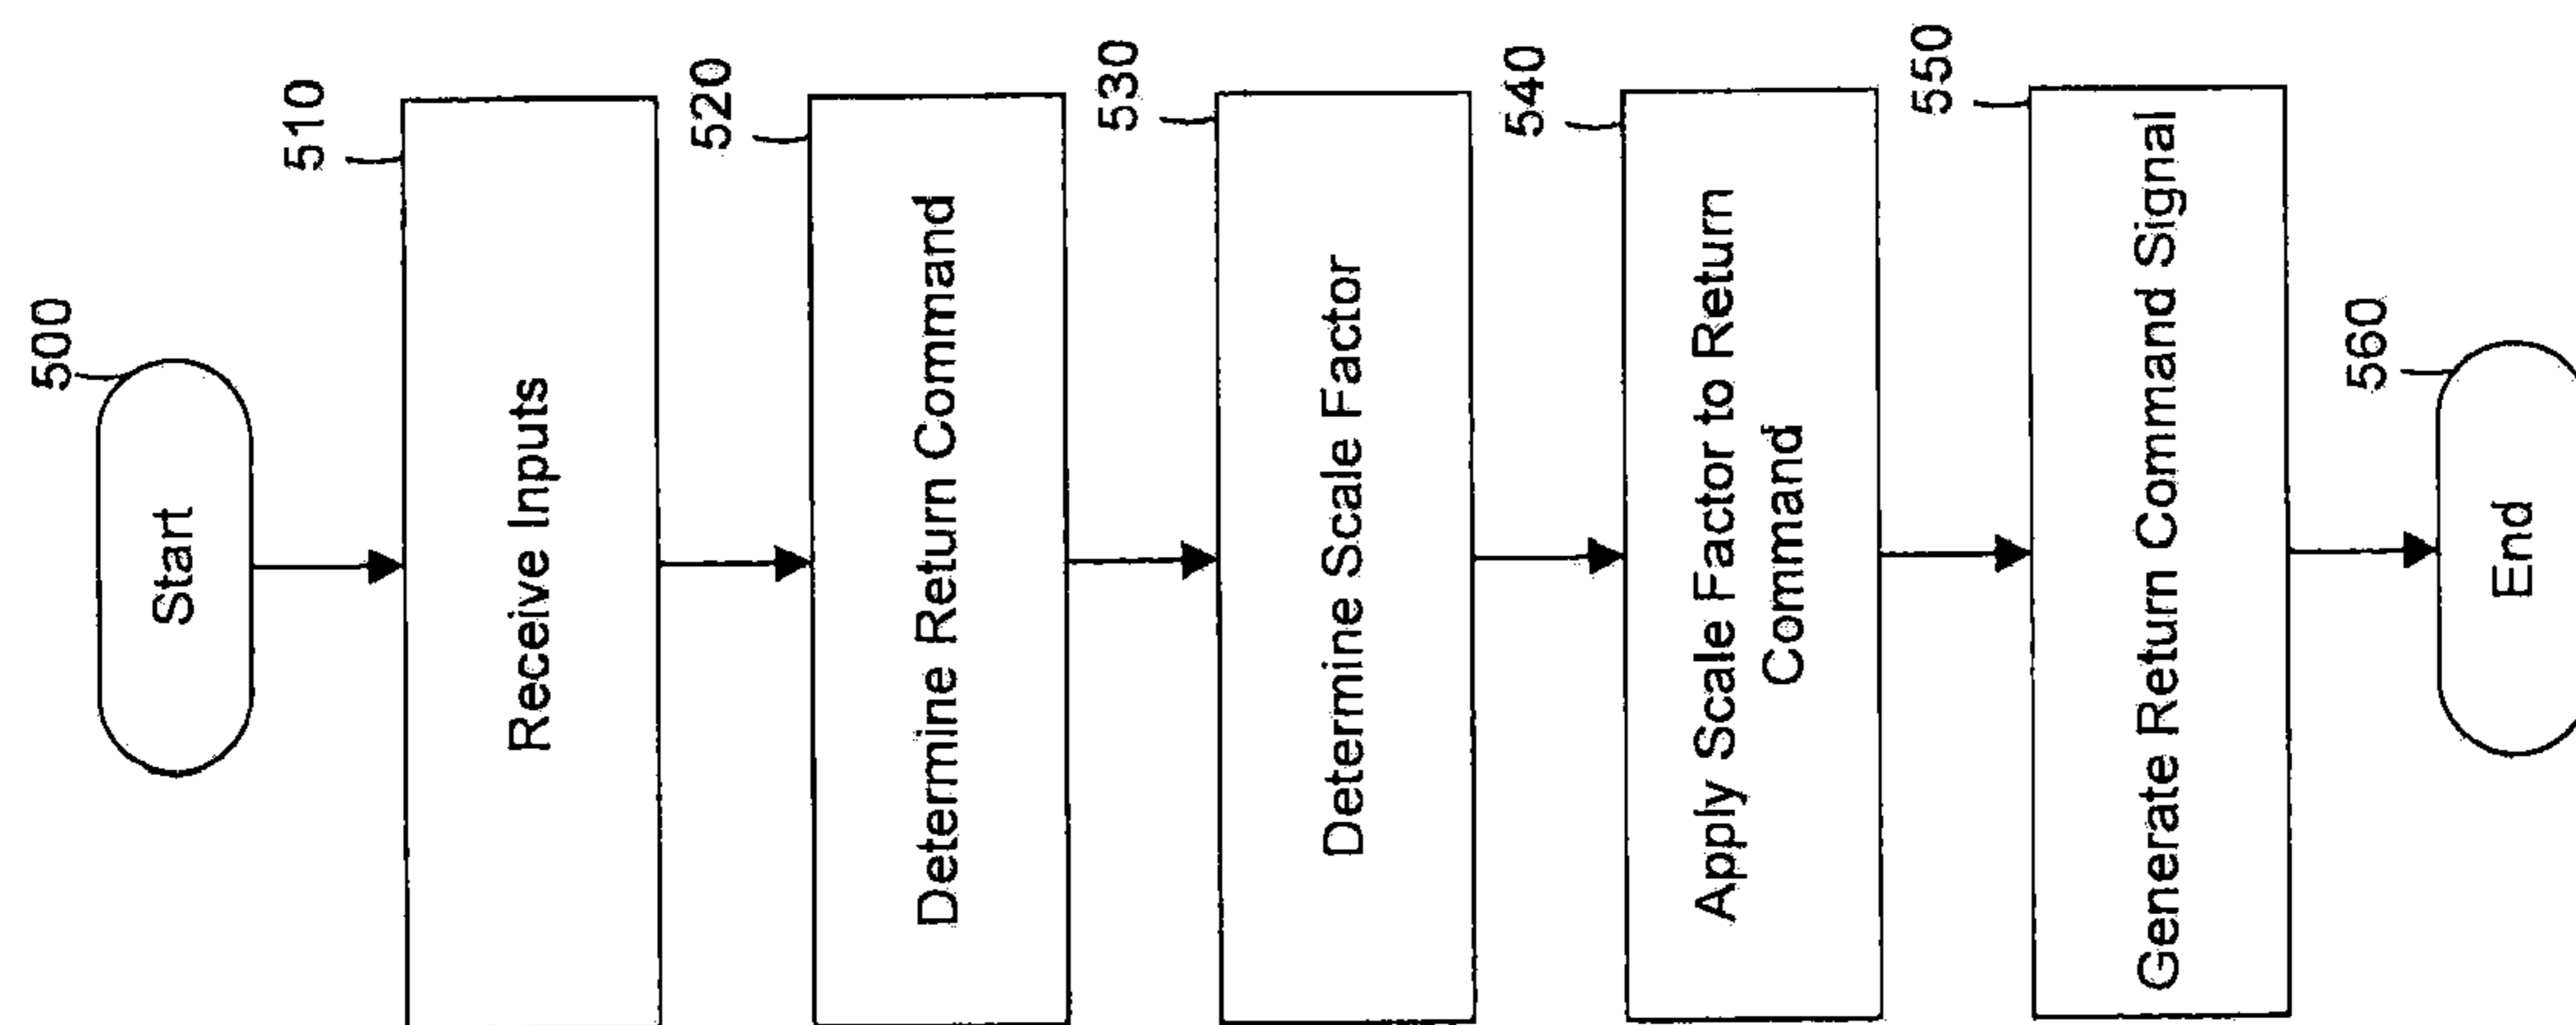 500
Start
510
Receive Inputs
520
Determine Return Command
530
Determine Scale Factor
540
Apply Scale Factor to Return
Command
550
Generate Return Command Signal
560
End